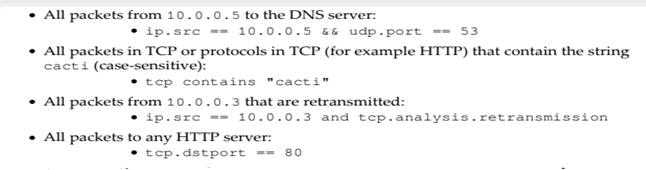 • All packets from 10.0.0.5 to the DNS server:
• ip.src == 10.0.0.5 && udp.port == 53
• All packets in TCP or protocols in TCP (for example HTTP) that contain the string
cacti (case-sensitive):
• tcp contains "cacti"
• All packets from 10.0.0.3 that are retransmitted:
• ip.src == 10.0.0.3 and tcp.analysis.retransmission
• All packets to any HTTP server:
• tcp.dstport == 80